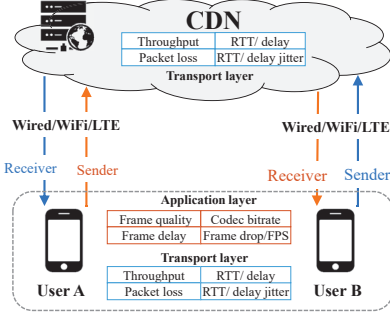 CDN
Throughput RTT/ delay
Packet loss RTT/ delay jitter
Transport layer
Wired/WiFi/LTE Wired/WiFi/LTE
Receiver Sender Receiver Sender
Application layer
Frame quality Codec bitrate
Frame delay Frame drop/FPS
Transport layer
Throughput RTT/ delay
Packet loss RTT/ delay jitter
User A User B